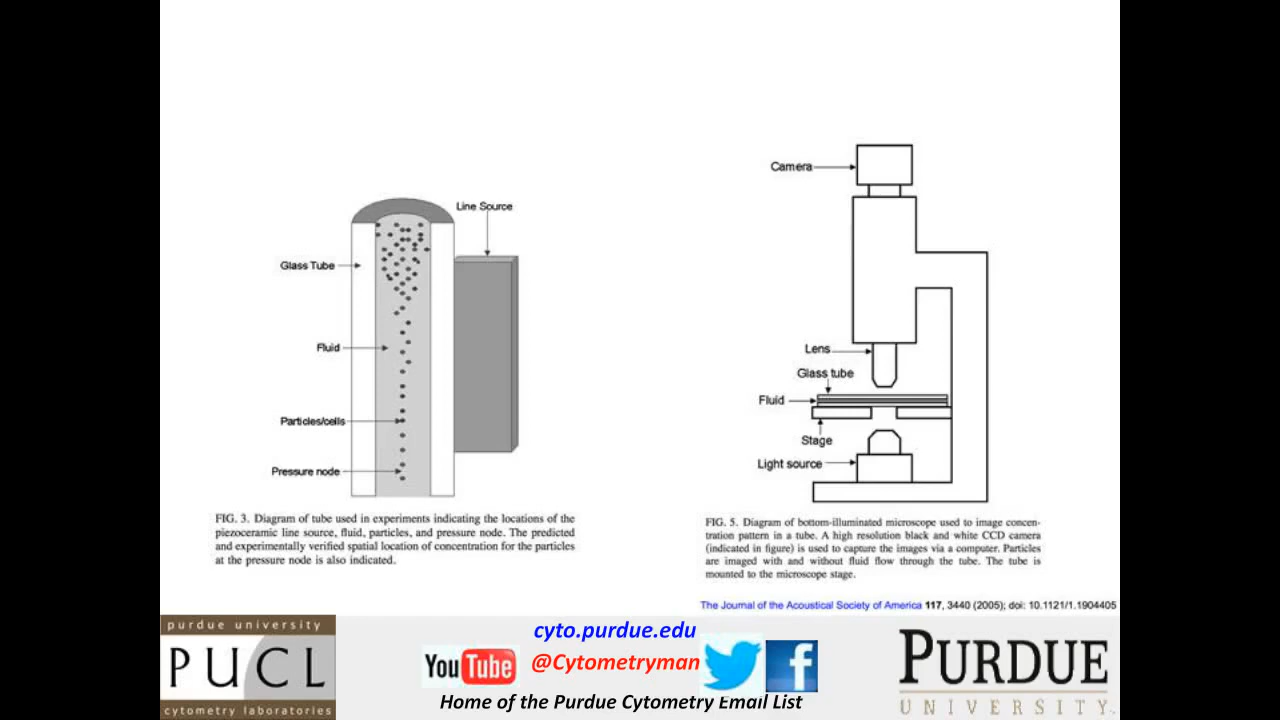 Line Source
Glass Tube
Fluid
Particles/cells
Pressure node
FIG. 3. Diagram of tube used in experiments indicating the locations of the
piezoceramic line source, fluid, particles, and pressure node. The predicted
and experimentally verified spatial location of concentration for the particles
at the pressure node is also indicated.
Camera
Lens
Glass tube
Fluid
Stage
Light source
FIG. 5. Diagram of bottom-illuminated microscope used to image concen-
tration pattern in a tube. A high resolution black and white CCD camera
(indicated in figure) is used to capture the images via a computer. Particles
are imaged with and without fluid flow through the tube. The tube is
mounted to the microscope stage.
The Journal of the Acoustical Society of America 117, 3440 (2005); doi: 10.1121/1.1904405
purdue university
PUCL
cytometry laboratories
cyto.purdue.edu
YouTube
@Cytometryman
f
Home of the Purdue Cytometry Email List
PURDUE
UNIVERSITY